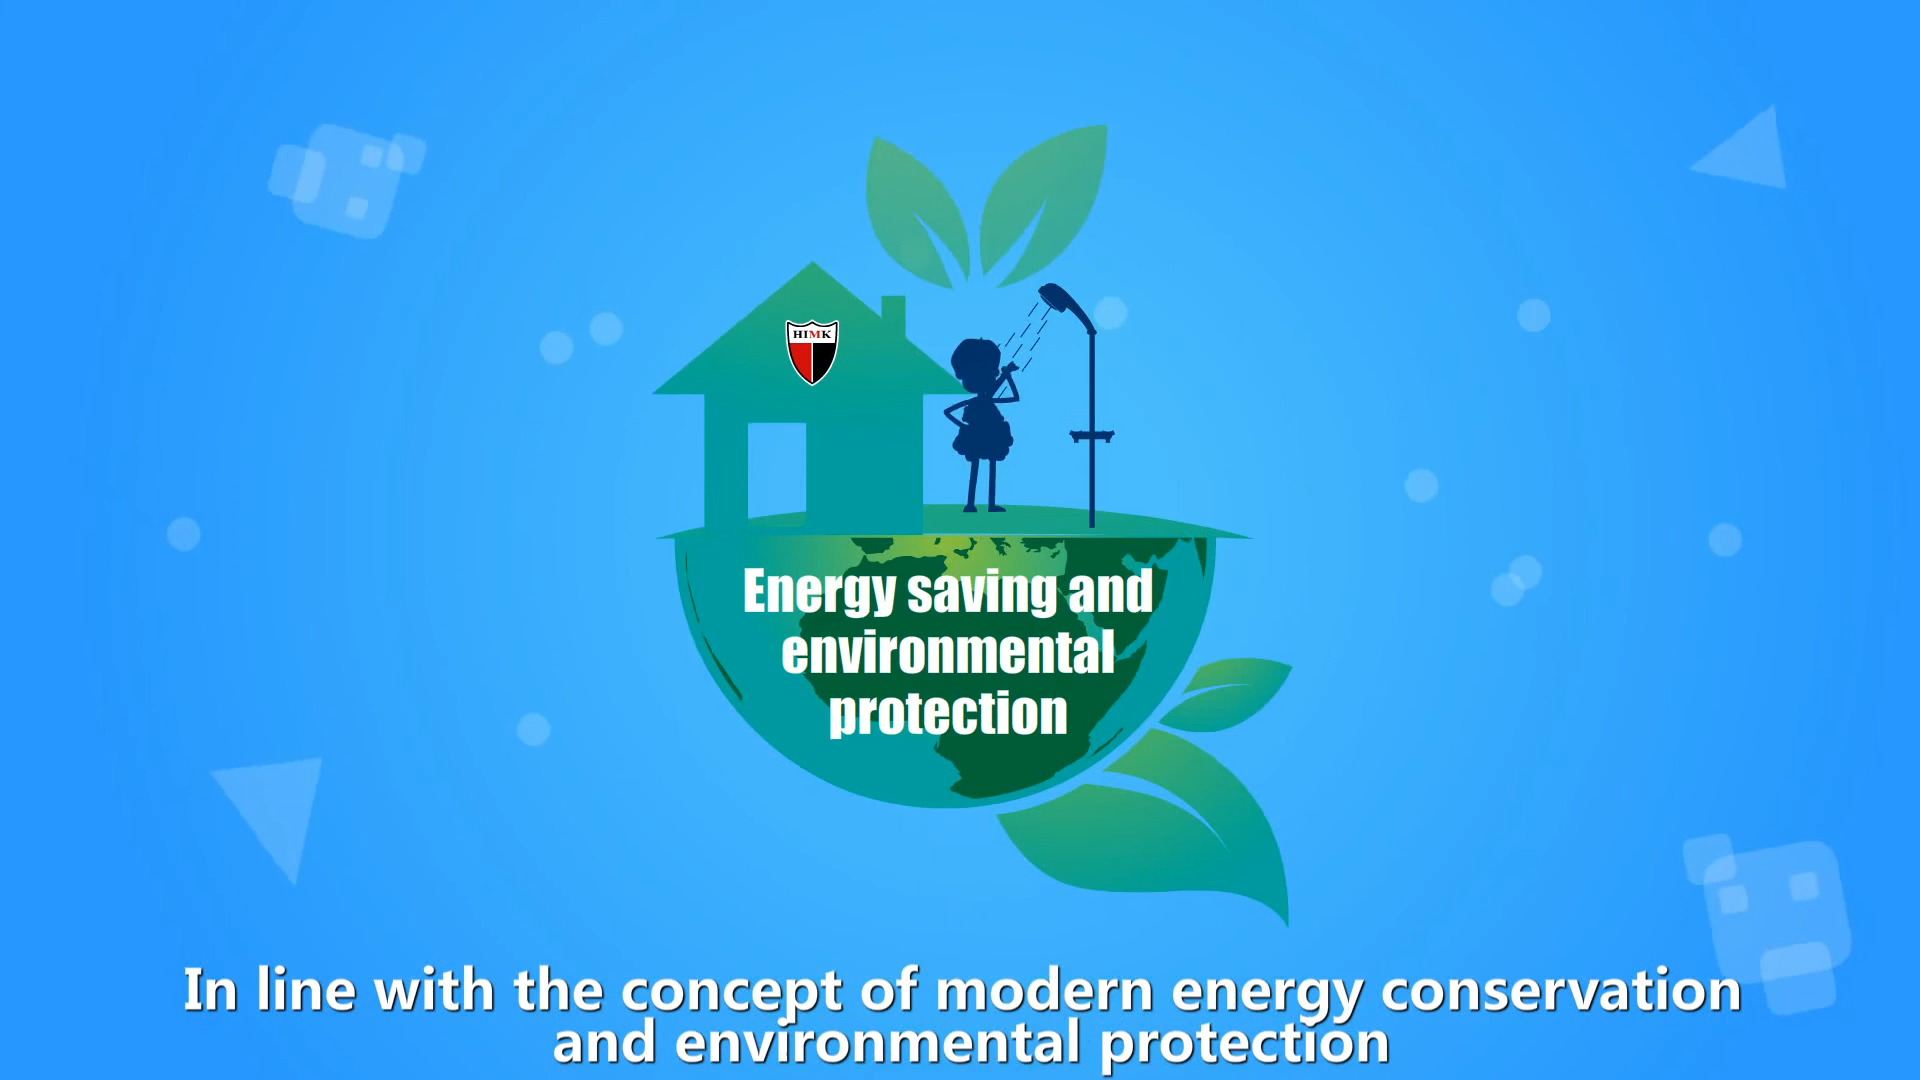 HIMK
Energy saving and
environmental
protection
In line with the concept of modern energy conservation
and environmental protection